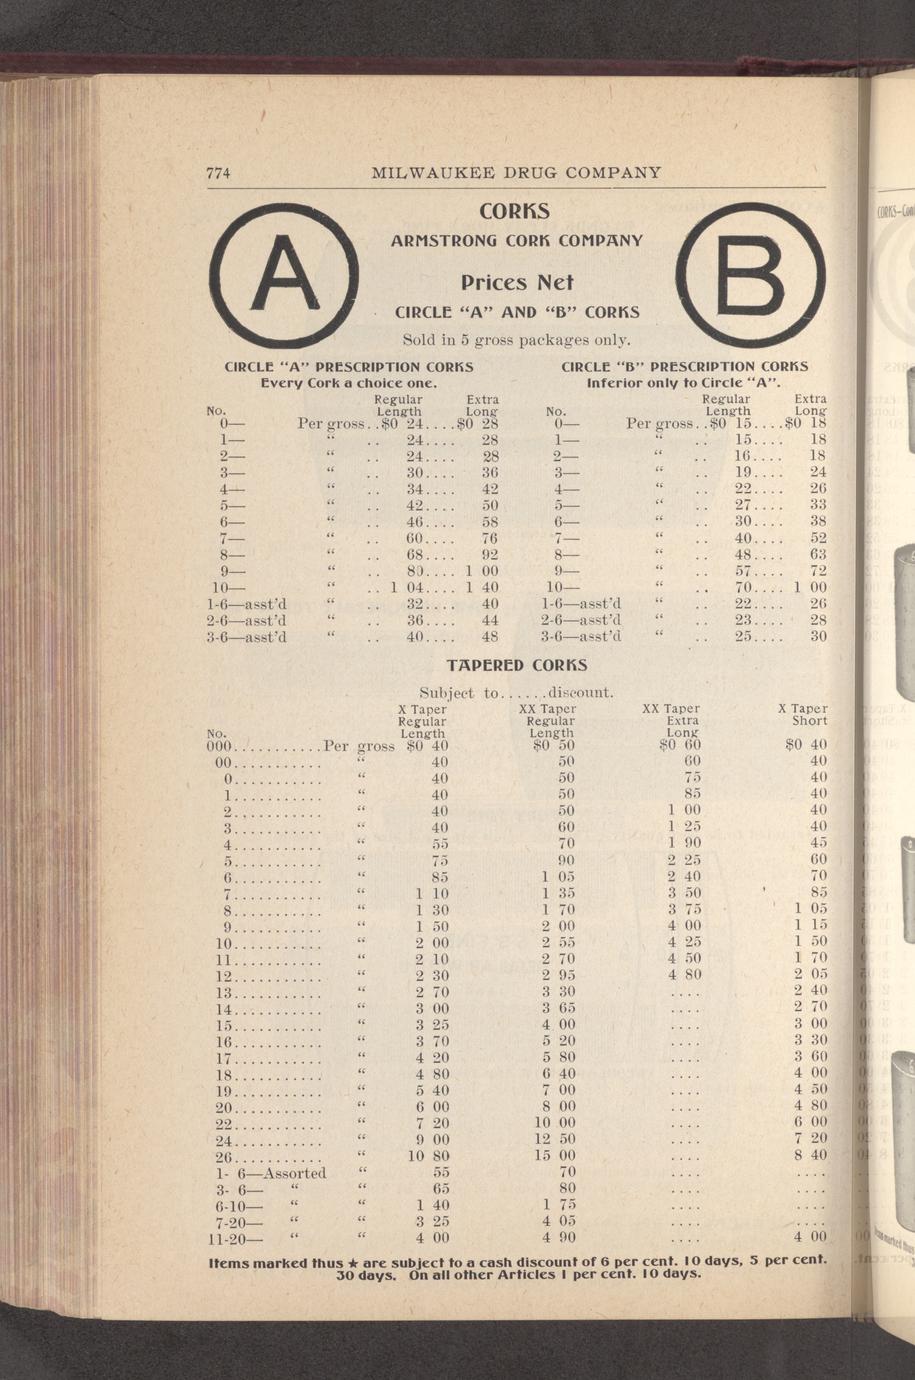 774 MILWAUKEE DRUG COMPANY
A
CORKS
ARMSTRONG CORK COMPANY
Prices Net
CIRCLE “A” AND “B” CORKS
Sold in 5 gross packages only.
B
CIRCLE “A” PRESCRIPTION CORKS
Every Cork a choice one.
Regular Extra
No. Length Long
0— Per gross..$0 24....$0 28
1— “ .. 24.... 28
2— “ .. 24.... 28
3— “ .. 30.... 36
4— “ .. 34.... 42
5— “ .. 42.... 50
6— “ .. 46.... 58
7— “ .. 60.... 76
8— “ .. 68.... 92
9— “ .. 80.... 1 00
10— “ .. 1 04.... 1 40
1-6—asst’d “ .. 32.... 40
2-6—asst’d “ .. 36.... 44
3-6—asst’d “ .. 40.... 48
CIRCLE “B” PRESCRIPTION CORKS
Inferior only to Circle “A”.
Regular Extra
No. Length Long
0— Per gross..$0 15....$0 18
1— “ .. 15.... 18
2— “ .. 16.... 18
3— “ .. 19.... 24
4— “ .. 22.... 26
5— “ .. 27.... 33
6— “ .. 30.... 38
7— “ .. 40.... 52
8— “ .. 48.... 63
9— “ .. 57.... 72
10— “ .. 70.... 1 00
1-6—asst’d “ .. 22.... 26
2-6—asst’d “ .. 23.... 28
3-6—asst’d “ .. 25.... 30
TAPERED CORKS
Subject to......discount.
X Taper XX Taper XX Taper X Taper
Regular Regular Extra Short
No. Length Length Long
000...........Per gross $0 40 $0 50 $0 60 $0 40
00........... “ 40 50 60 40
0........... “ 40 50 75 40
1........... “ 40 50 85 40
2........... “ 40 50 1 00 40
3........... “ 40 60 1 25 40
4........... “ 55 70 1 90 45
5........... “ 75 90 2 25 60
6........... “ 85 1 05 2 40 70
7........... “ 1 10 1 35 3 50 85
8........... “ 1 30 1 70 3 75 1 05
9........... “ 1 50 2 00 4 00 1 15
10........... “ 2 00 2 55 4 25 1 50
11........... “ 2 10 2 70 4 50 1 70
12........... “ 2 30 2 95 4 80 2 05
13........... “ 2 70 3 30 .... 2 40
14........... “ 3 00 3 65 .... 2 70
15........... “ 3 25 4 00 .... 3 00
16........... “ 3 70 5 20 .... 3 30
17........... “ 4 20 5 80 .... 3 60
18........... “ 4 80 6 40 .... 4 00
19........... “ 5 40 7 00 .... 4 50
20........... “ 6 00 8 00 .... 4 80
22........... “ 7 20 10 00 .... 6 00
24........... “ 9 00 12 50 .... 7 20
26........... “ 10 80 15 00 .... 8 40
1- 6—Assorted “ 55 70 .... ....
3- 6— “ “ 65 80 .... ....
6-10— “ “ 1 40 1 75 .... ....
7-20— “ “ 3 25 4 05 .... ....
11-20— “ “ 4 00 4 90 4 00
Items marked thus ★ are subject to a cash discount of 6 per cent. 10 days, 5 per cent.
30 days. On all other Articles 1 per cent. 10 days.
CORKS—